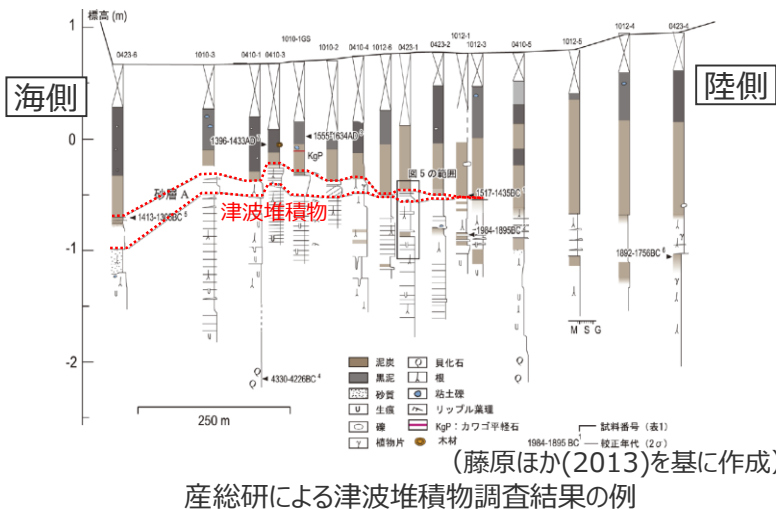 標高 (m)
1
0
-1
-2
海側
陸側
0423-6
1010-3
0410-1
0410-3
1010-1GS
1010-2
0410-4
1012-6
0423-1
0423-2
1012-1
1012-3
0410-5
1012-5
1012-4
0423-4
1396-1433AD
1555-1634AD
KgP
図5の範囲
砂層 A
津波堆積物
1413-1306BC
1517-1435BC
1984-1895BC
1892-1756BC
M S G
4330-4226BC
250 m
泥炭
黒泥
砂質
生痕
礫
植物片
貝化石
根
粘土礫
リップル葉理
KgP：カワゴ平軽石
木材
試料番号（表1）
1984-1895 BC
較正年代（2σ）
（藤原ほか(2013)を基に作成）
産総研による津波堆積物調査結果の例